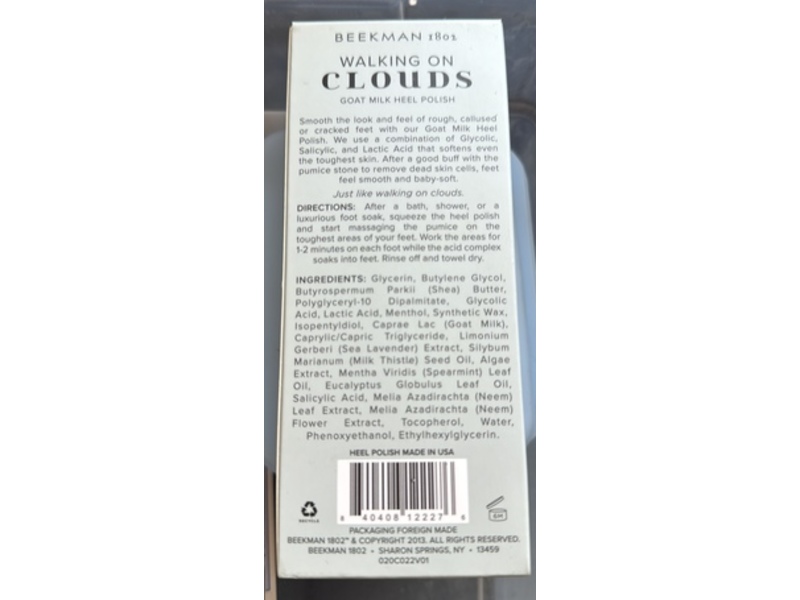 BEEKMAN 1802
WALKING ON
CLOUDS
GOAT MILK HEEL POLISH
Smooth the look and feel of rough, callused
or cracked feet with our Goat Milk Heel
Polish. We use a combination of Glycolic,
Salicylic, and Lactic Acid that softens even
the toughest skin. After a good buff with the
pumice stone to remove dead skin cells, feet
feel smooth and baby-soft.
Just like walking on clouds.
DIRECTIONS: After a bath, shower, or a
luxurious foot soak, squeeze the heel polish
and start massaging the pumice on the
toughest areas of your feet. Work the areas for
1-2 minutes on each foot while the acid complex
soaks into feet. Rinse off and towel dry.
INGREDIENTS: Glycerin, Butylene Glycol,
Butyrospermum Parkii (Shea) Butter,
Polyglyceryl-10 Dipalmitate, Glycolic
Acid, Lactic Acid, Menthol, Synthetic Wax,
Isopentyldiol, Caprae Lac (Goat Milk),
Caprylic/Capric Triglyceride, Limonium
Gerberi (Sea Lavender) Extract, Silybum
Marianum (Milk Thistle) Seed Oil, Algae
Extract, Mentha Viridis (Spearmint) Leaf
Oil, Eucalyptus Globulus Leaf Oil,
Salicylic Acid, Melia Azadirachta (Neem)
Leaf Extract, Melia Azadirachta (Neem)
Flower Extract, Tocopherol, Water,
Phenoxyethanol, Ethylhexylglycerin.
HEEL POLISH MADE IN USA
RECYCLE
8 40408 12227 6
6M
PACKAGING FOREIGN MADE
BEEKMAN 1802™ & COPYRIGHT 2013. ALL RIGHTS RESERVED.
BEEKMAN 1802 • SHARON SPRINGS, NY • 13459
020C022V01